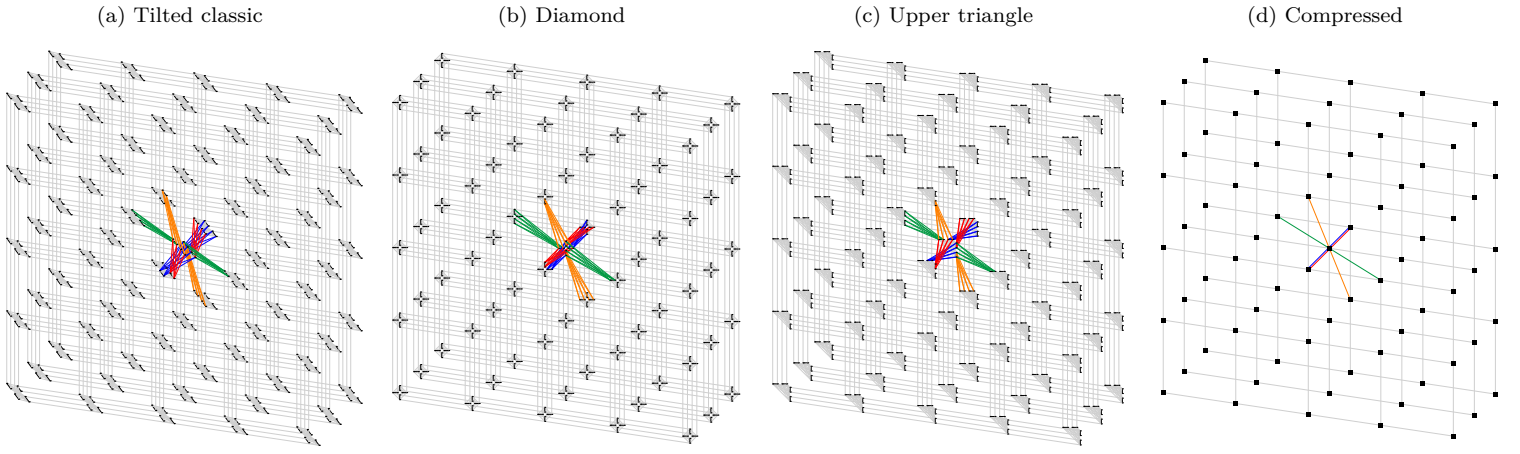 (a) Tilted classic
(b) Diamond
(c) Upper triangle
(d) Compressed